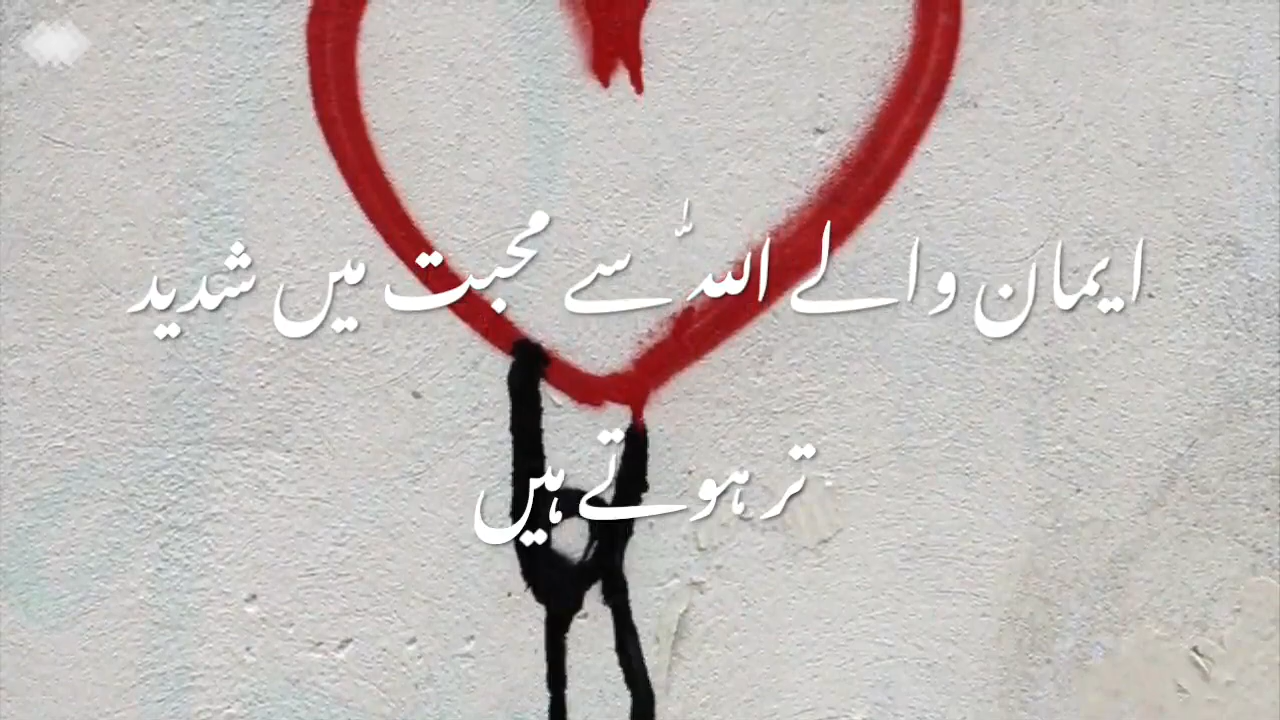 ایمان والے اللہ سے محبت میں شدید
تر ہوتے ہیں